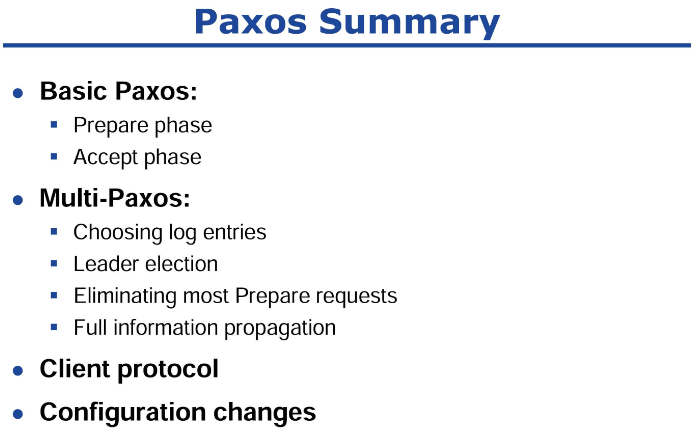 Paxos Summary
Basic Paxos:
Prepare phase
Accept phase
Multi-Paxos:
Choosing log entries
Leader election
Eliminating most Prepare requests
Full information propagation
Client protocol
Configuration changes